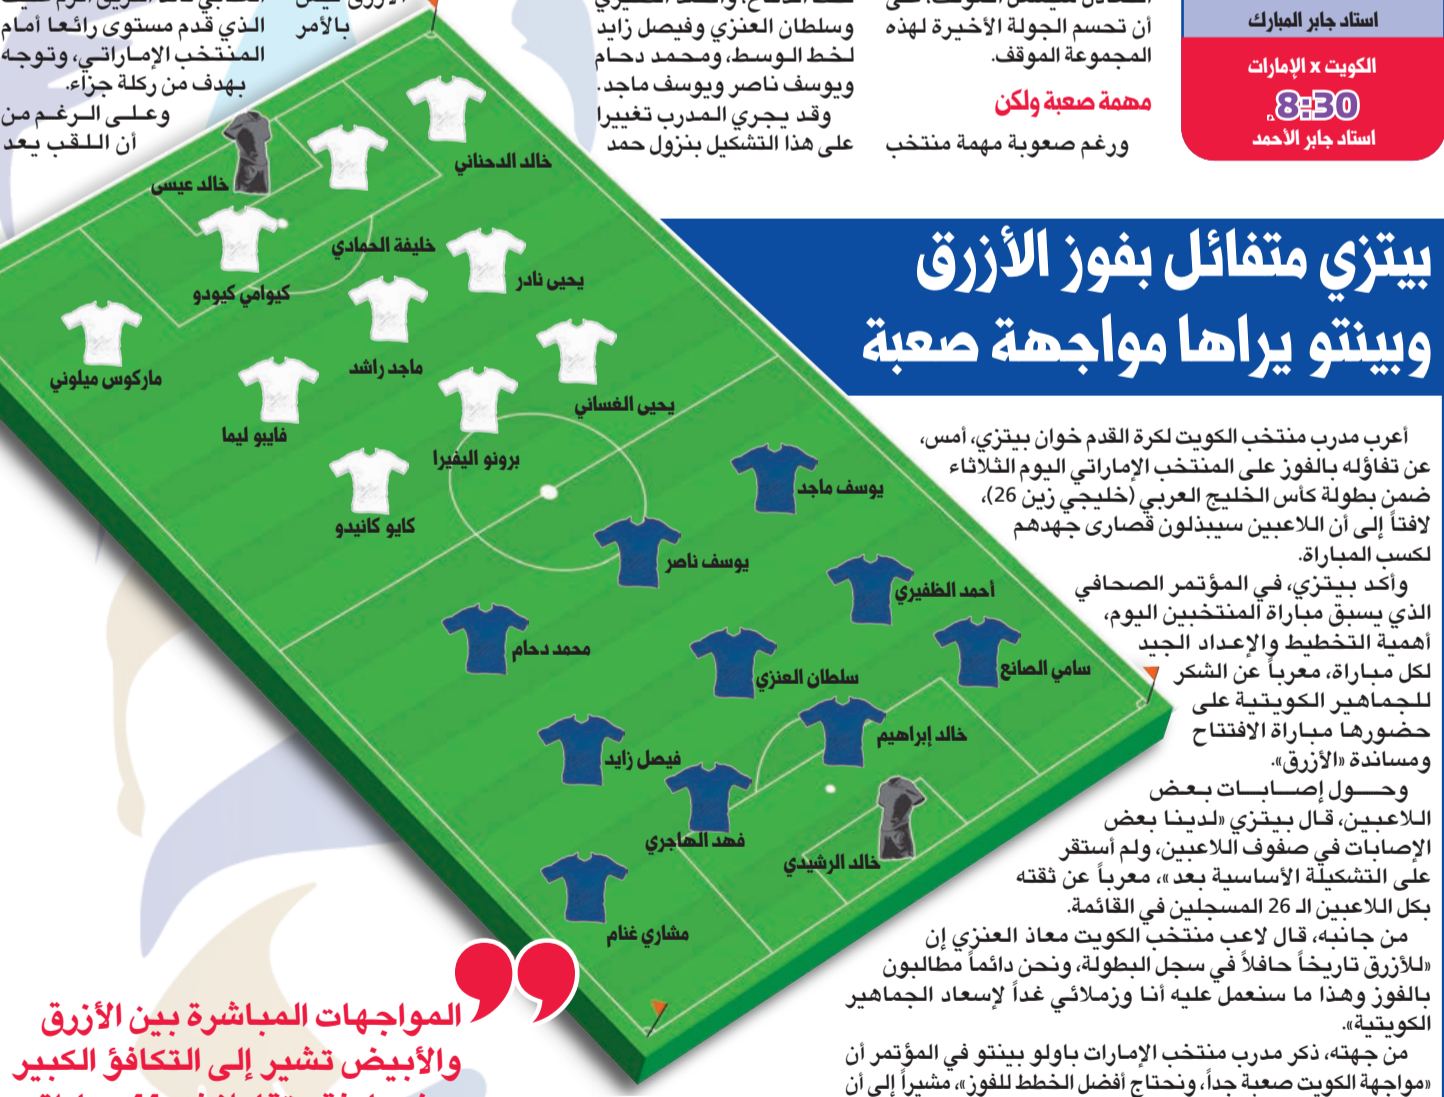 استاد جابر المبارك
الكويت x الإمارات
8:30م
استاد جابر الأحمد
أن تحسم الجولة الأخيرة لهذه
المجموعة الموقف.
مهمة صعبة ولكن
ورغم صعوبة مهمة منتخب
وسلطان العنزي وفيصل زايد
لخط الوسط، ومحمد دحام
ويوسف ناصر ويوسف ماجد.
وقد يجري المدرب تغييرا
على هذا التشكيل بنزول حمد
بالأمر
الذي قدم مستوى رائعا أمام
المنتخب الإماراتي، وتوجه
بهدف من ركلة جزاء.
وعلى الرغم من
أن اللقب يعد
بيتزي متفائل بفوز الأزرق
وبينتو يراها مواجهة صعبة
أعرب مدرب منتخب الكويت لكرة القدم خوان بيتزي، أمس،
عن تفاؤله بالفوز على المنتخب الإماراتي اليوم الثلاثاء
ضمن بطولة كأس الخليج العربي (خليجي زين 26)،
لافتاً إلى أن اللاعبين سيبذلون قصارى جهدهم
لكسب المباراة.
وأكد بيتزي، في المؤتمر الصحافي
الذي يسبق مباراة المنتخبين اليوم،
أهمية التخطيط والإعداد الجيد
لكل مباراة، معرباً عن الشكر
للجماهير الكويتية على
حضورها مباراة الافتتاح
ومساندة «الأزرق».
وحـــول إصـــابـــات بـعـض
اللاعبين، قال بيتزي «لدينا بعض
الإصابات في صفوف اللاعبين، ولم أستقر
على التشكيلة الأساسية بعد»، معرباً عن ثقته
بكل اللاعبين الـ 26 المسجلين في القائمة.
من جانبه، قال لاعب منتخب الكويت معاذ العنزي إن
«للأزرق تاريخاً حافلاً في سجل البطولة، ونحن دائماً مطالبون
بالفوز وهذا ما سنعمل عليه أنا وزملائي غداً لإسعاد الجماهير
الكويتية».
من جهته، ذكر مدرب منتخب الإمارات باولو بينتو في المؤتمر أن
«مواجهة الكويت صعبة جداً، ونحتاج أفضل الخطط للفوز»، مشيراً إلى أن
خالد الدحناني
خالد عيسى
خليفة الحمادي
يحيى نادر
كيوامي كيودو
ماجد راشد
ماركوس ميلوني
يحيى الغساني
فايبو ليما
برونو اليفيرا
كايو كانيدو
يوسف ماجد
يوسف ناصر
أحمد الظفيري
محمد دحام
سلطان العنزي
سامي الصانع
خالد إبراهيم
فيصل زايد
فهد الهاجري
خالد الرشيدي
مشاري غنام
المواجهات المباشرة بين الأزرق
والأبيض تشير إلى التكافؤ الكبير